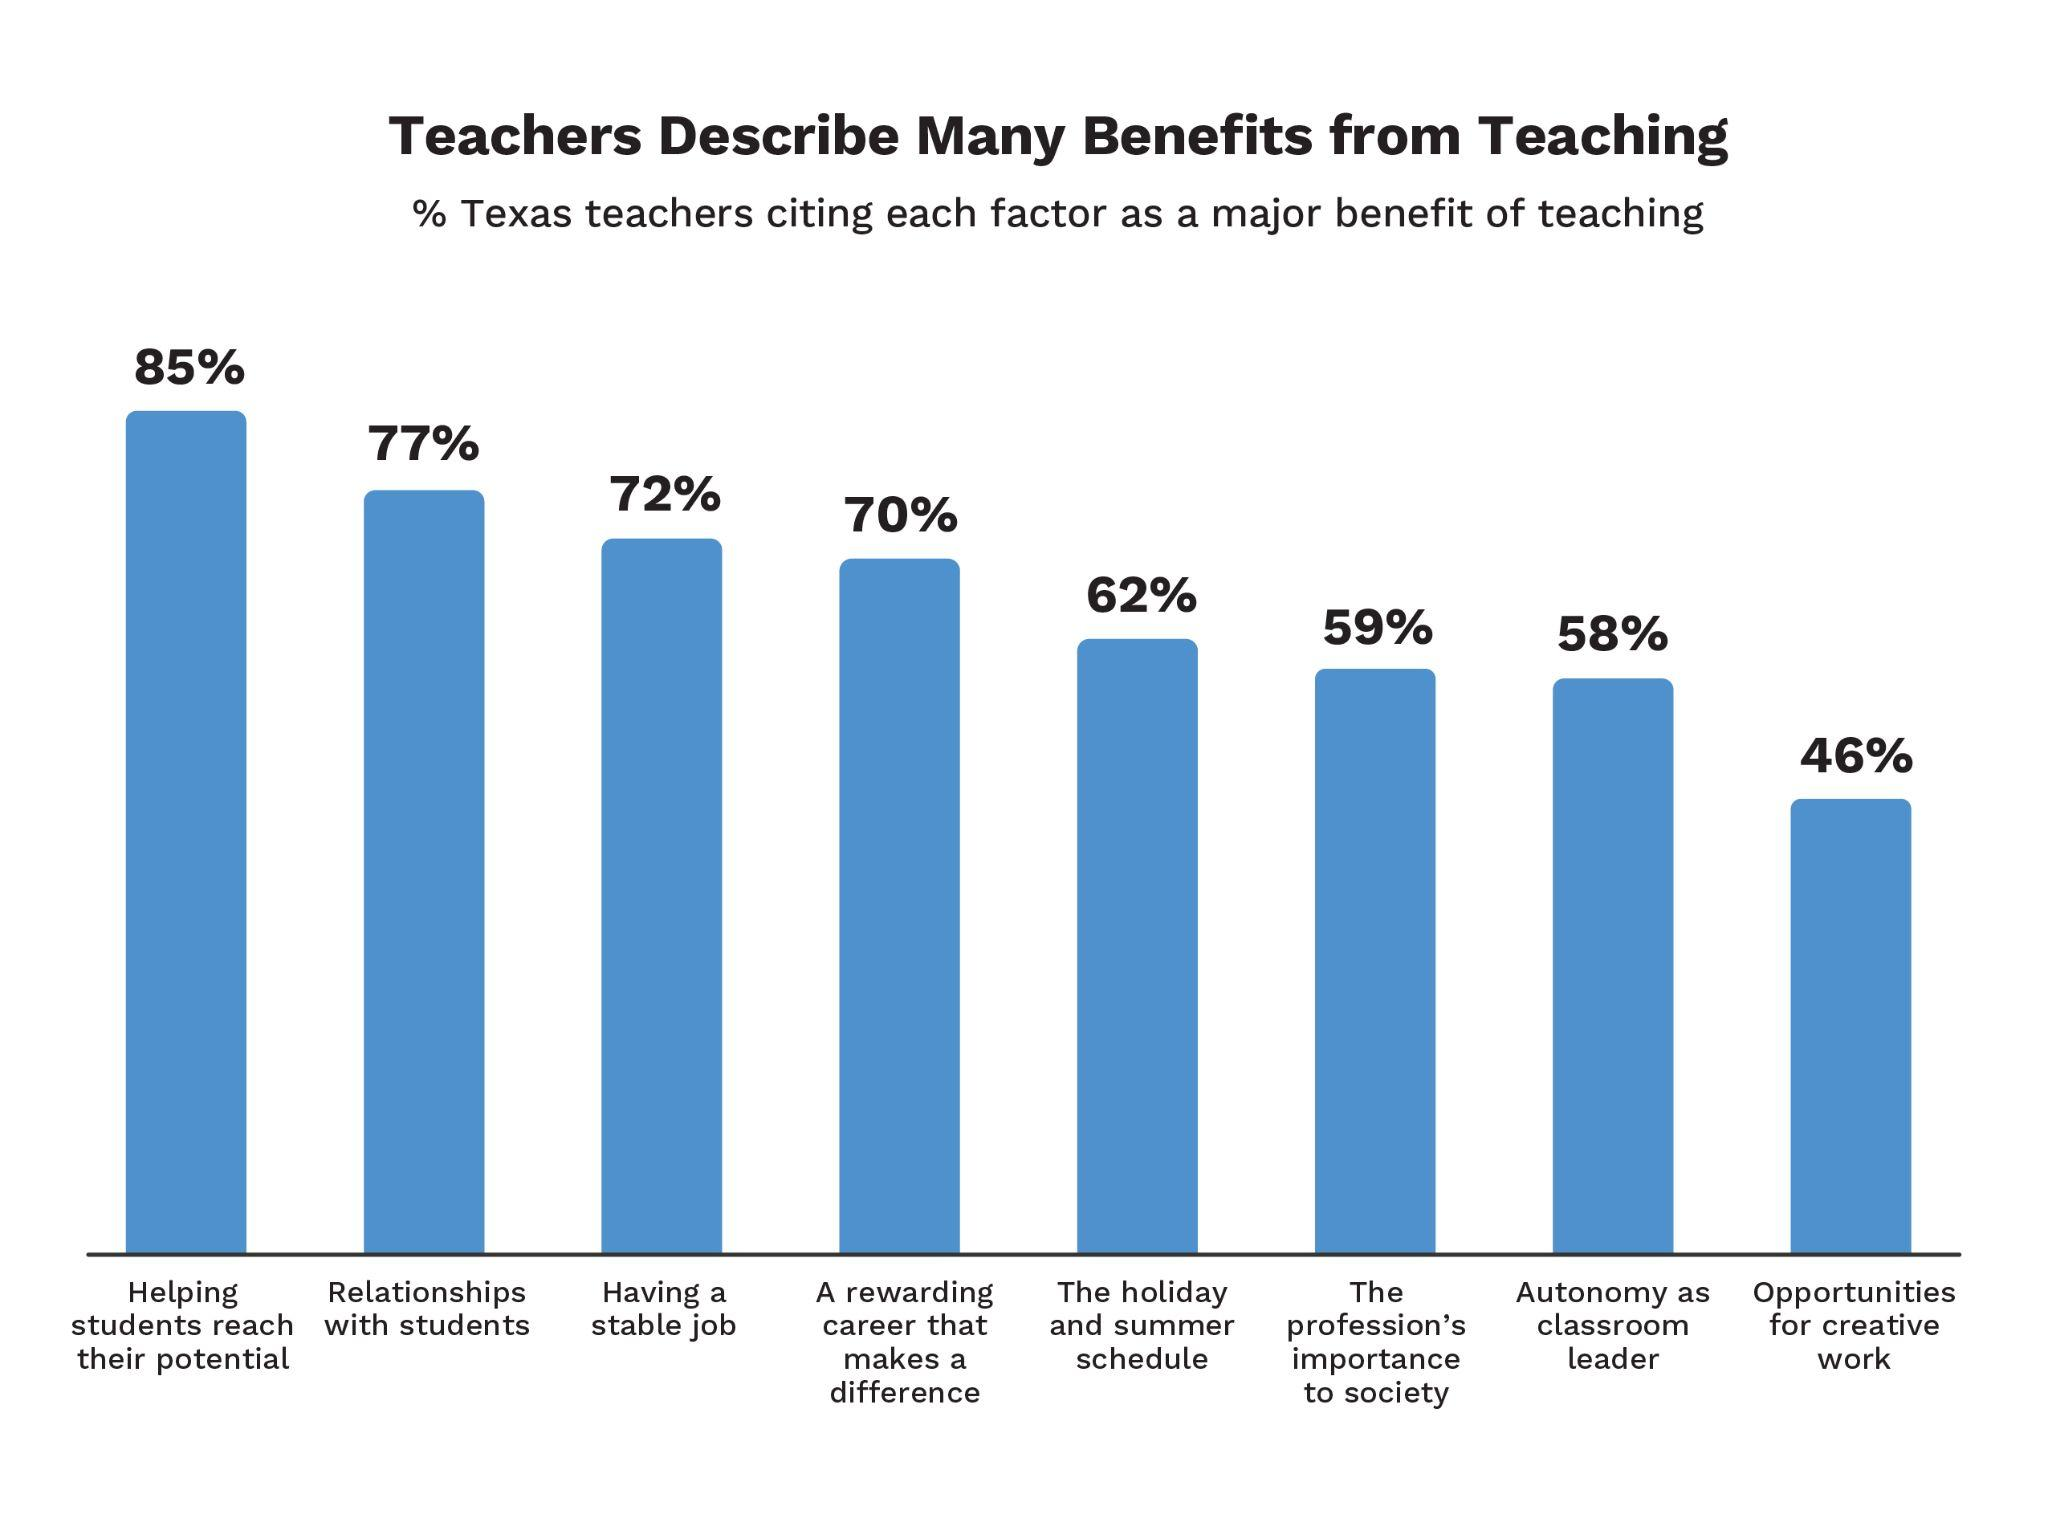 Teachers Describe Many Benefits from Teaching
% Texas teachers citing each factor as a major benefit of teaching
85%
77%
72%
70%
62%
59%
58%
46%
Helping
students reach
their potential
Relationships
with students
Having a
stable job
A rewarding
career that
makes a
difference
The holiday
and summer
schedule
The
profession’s
importance
to society
Autonomy as
classroom
leader
Opportunities
for creative
work